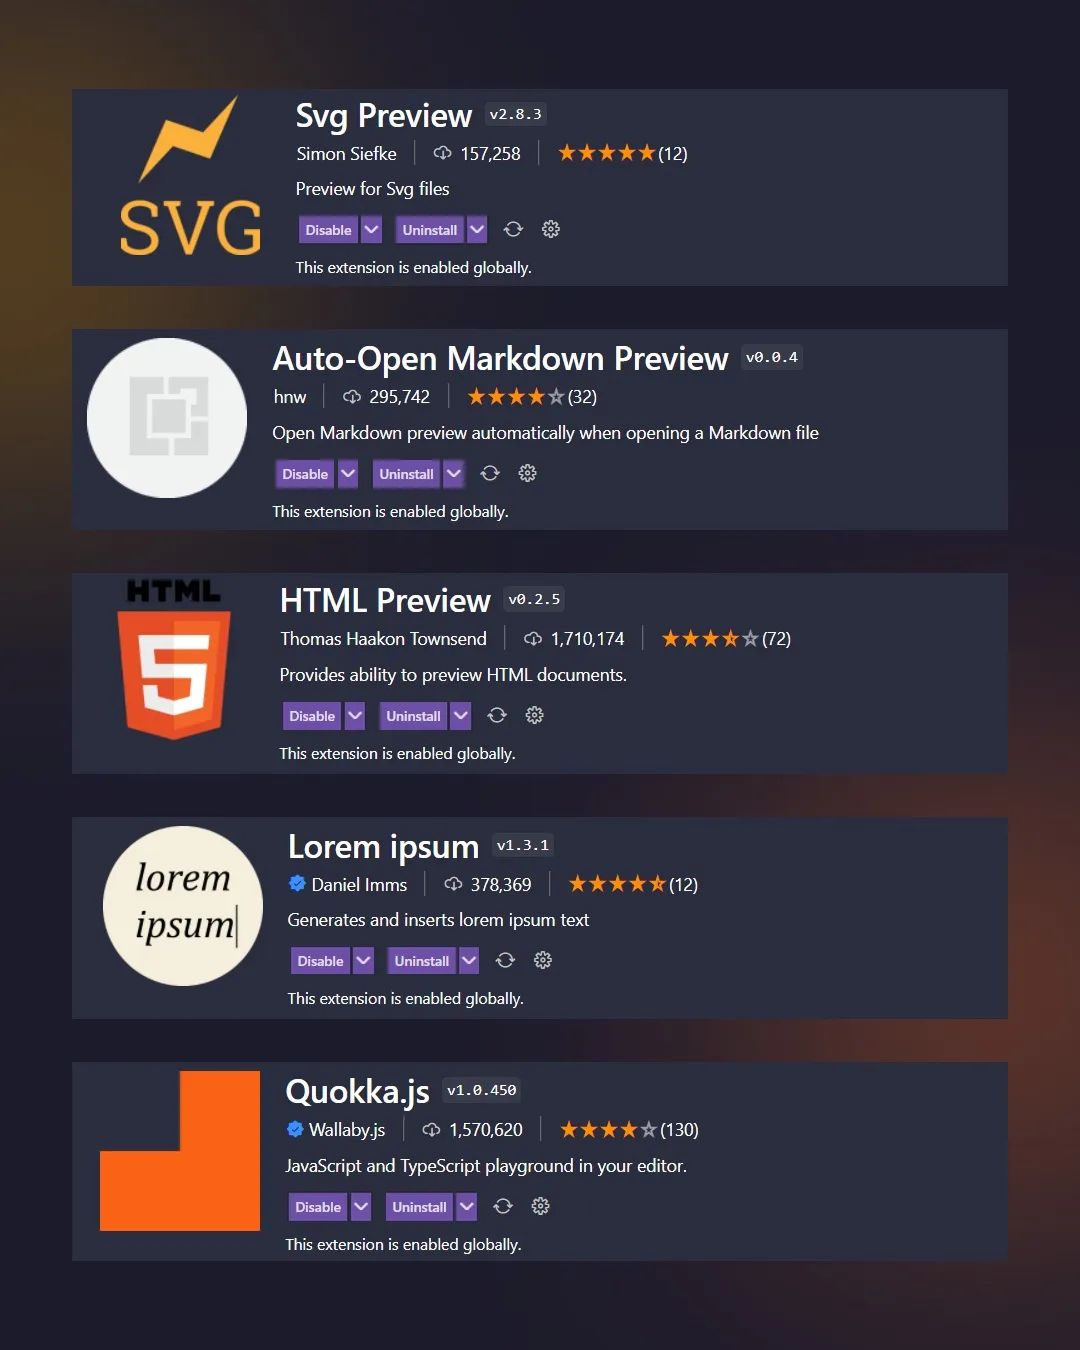 SVG
Svg Preview v2.8.3
Simon Siefke 157,258 ★★★★★(12)
Preview for Svg files
Disable Uninstall
This extension is enabled globally.
Auto-Open Markdown Preview v0.0.4
hnw 295,742 ★★★★☆(32)
Open Markdown preview automatically when opening a Markdown file
Disable Uninstall
This extension is enabled globally.
HTML
5
HTML Preview v0.2.5
Thomas Haakon Townsend 1,710,174 (72)
Provides ability to preview HTML documents.
Disable Uninstall
This extension is enabled globally.
lorem
ipsum
Lorem ipsum v1.3.1
Daniel Imms 378,369 (12)
Generates and inserts lorem ipsum text
Disable Uninstall
This extension is enabled globally.
Quokka.js v1.0.450
Wallaby.js 1,570,620 ★★★★☆(130)
JavaScript and TypeScript playground in your editor.
Disable Uninstall
This extension is enabled globally.